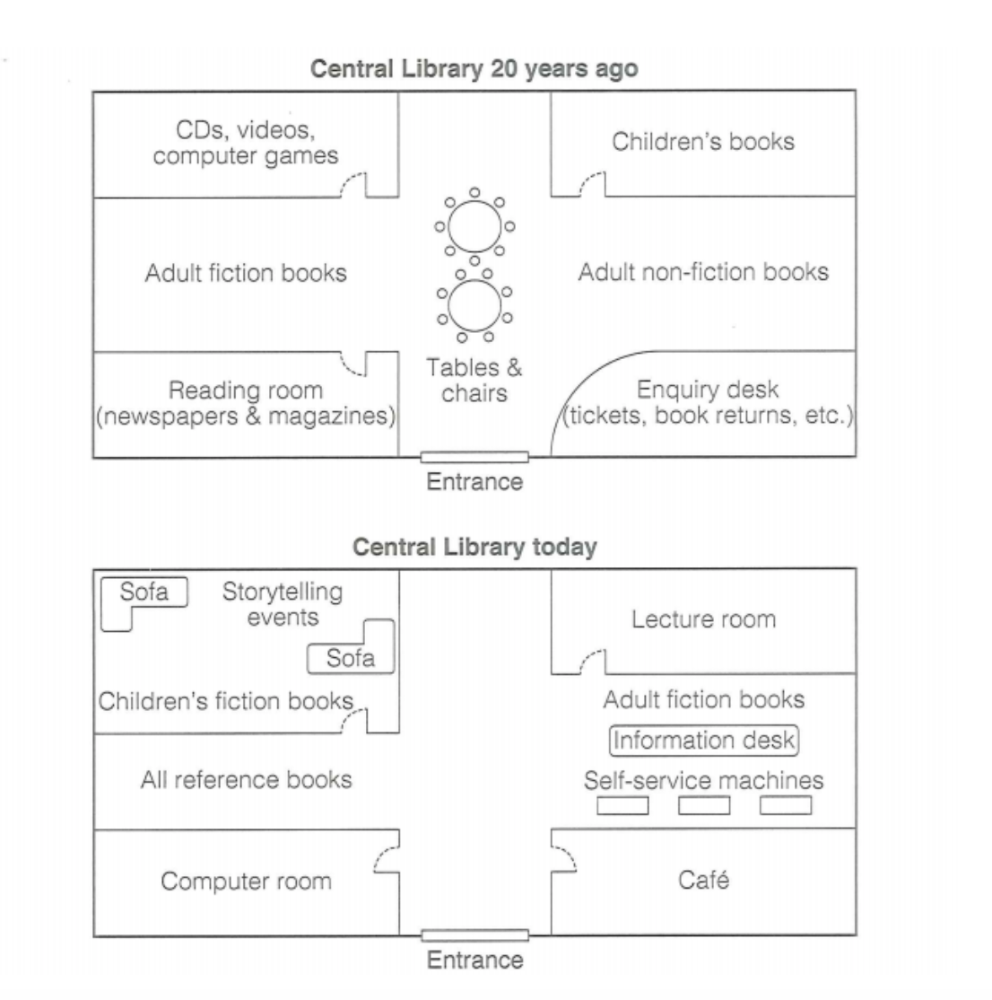 Central Library 20 years ago
CDs, videos,
computer games
Children's books
Adult fiction books
Adult non-fiction books
Tables &
chairs
Reading room
(newspapers & magazines)
Enquiry desk
(tickets, book returns, etc.)
Entrance
Central Library today
Sofa
Storytelling
events
Sofa
Children's fiction books
Lecture room
Adult fiction books
Information desk
Self-service machines
All reference books
Computer room
Café
Entrance